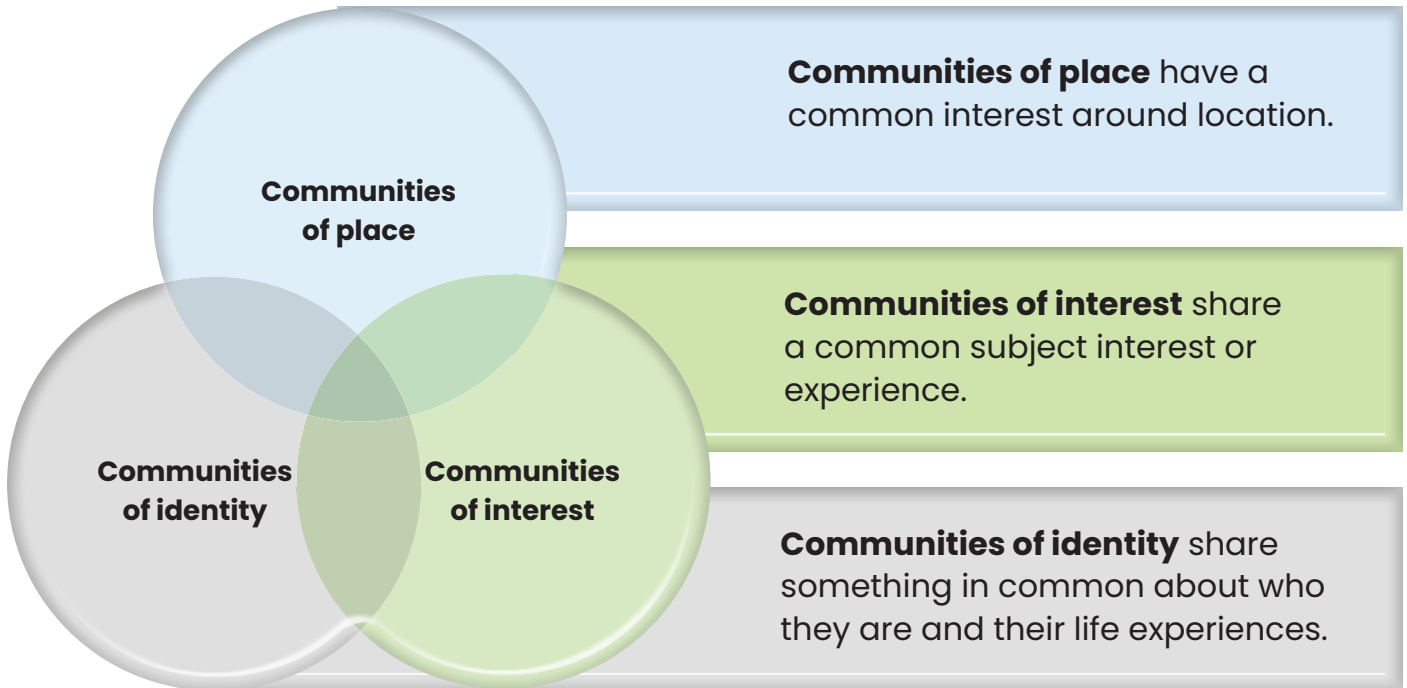 Communities
of place
Communities
of identity
Communities
of interest
Communities of place have a
common interest around location.
Communities of interest share
a common subject interest or
experience.
Communities of identity share
something in common about who
they are and their life experiences.